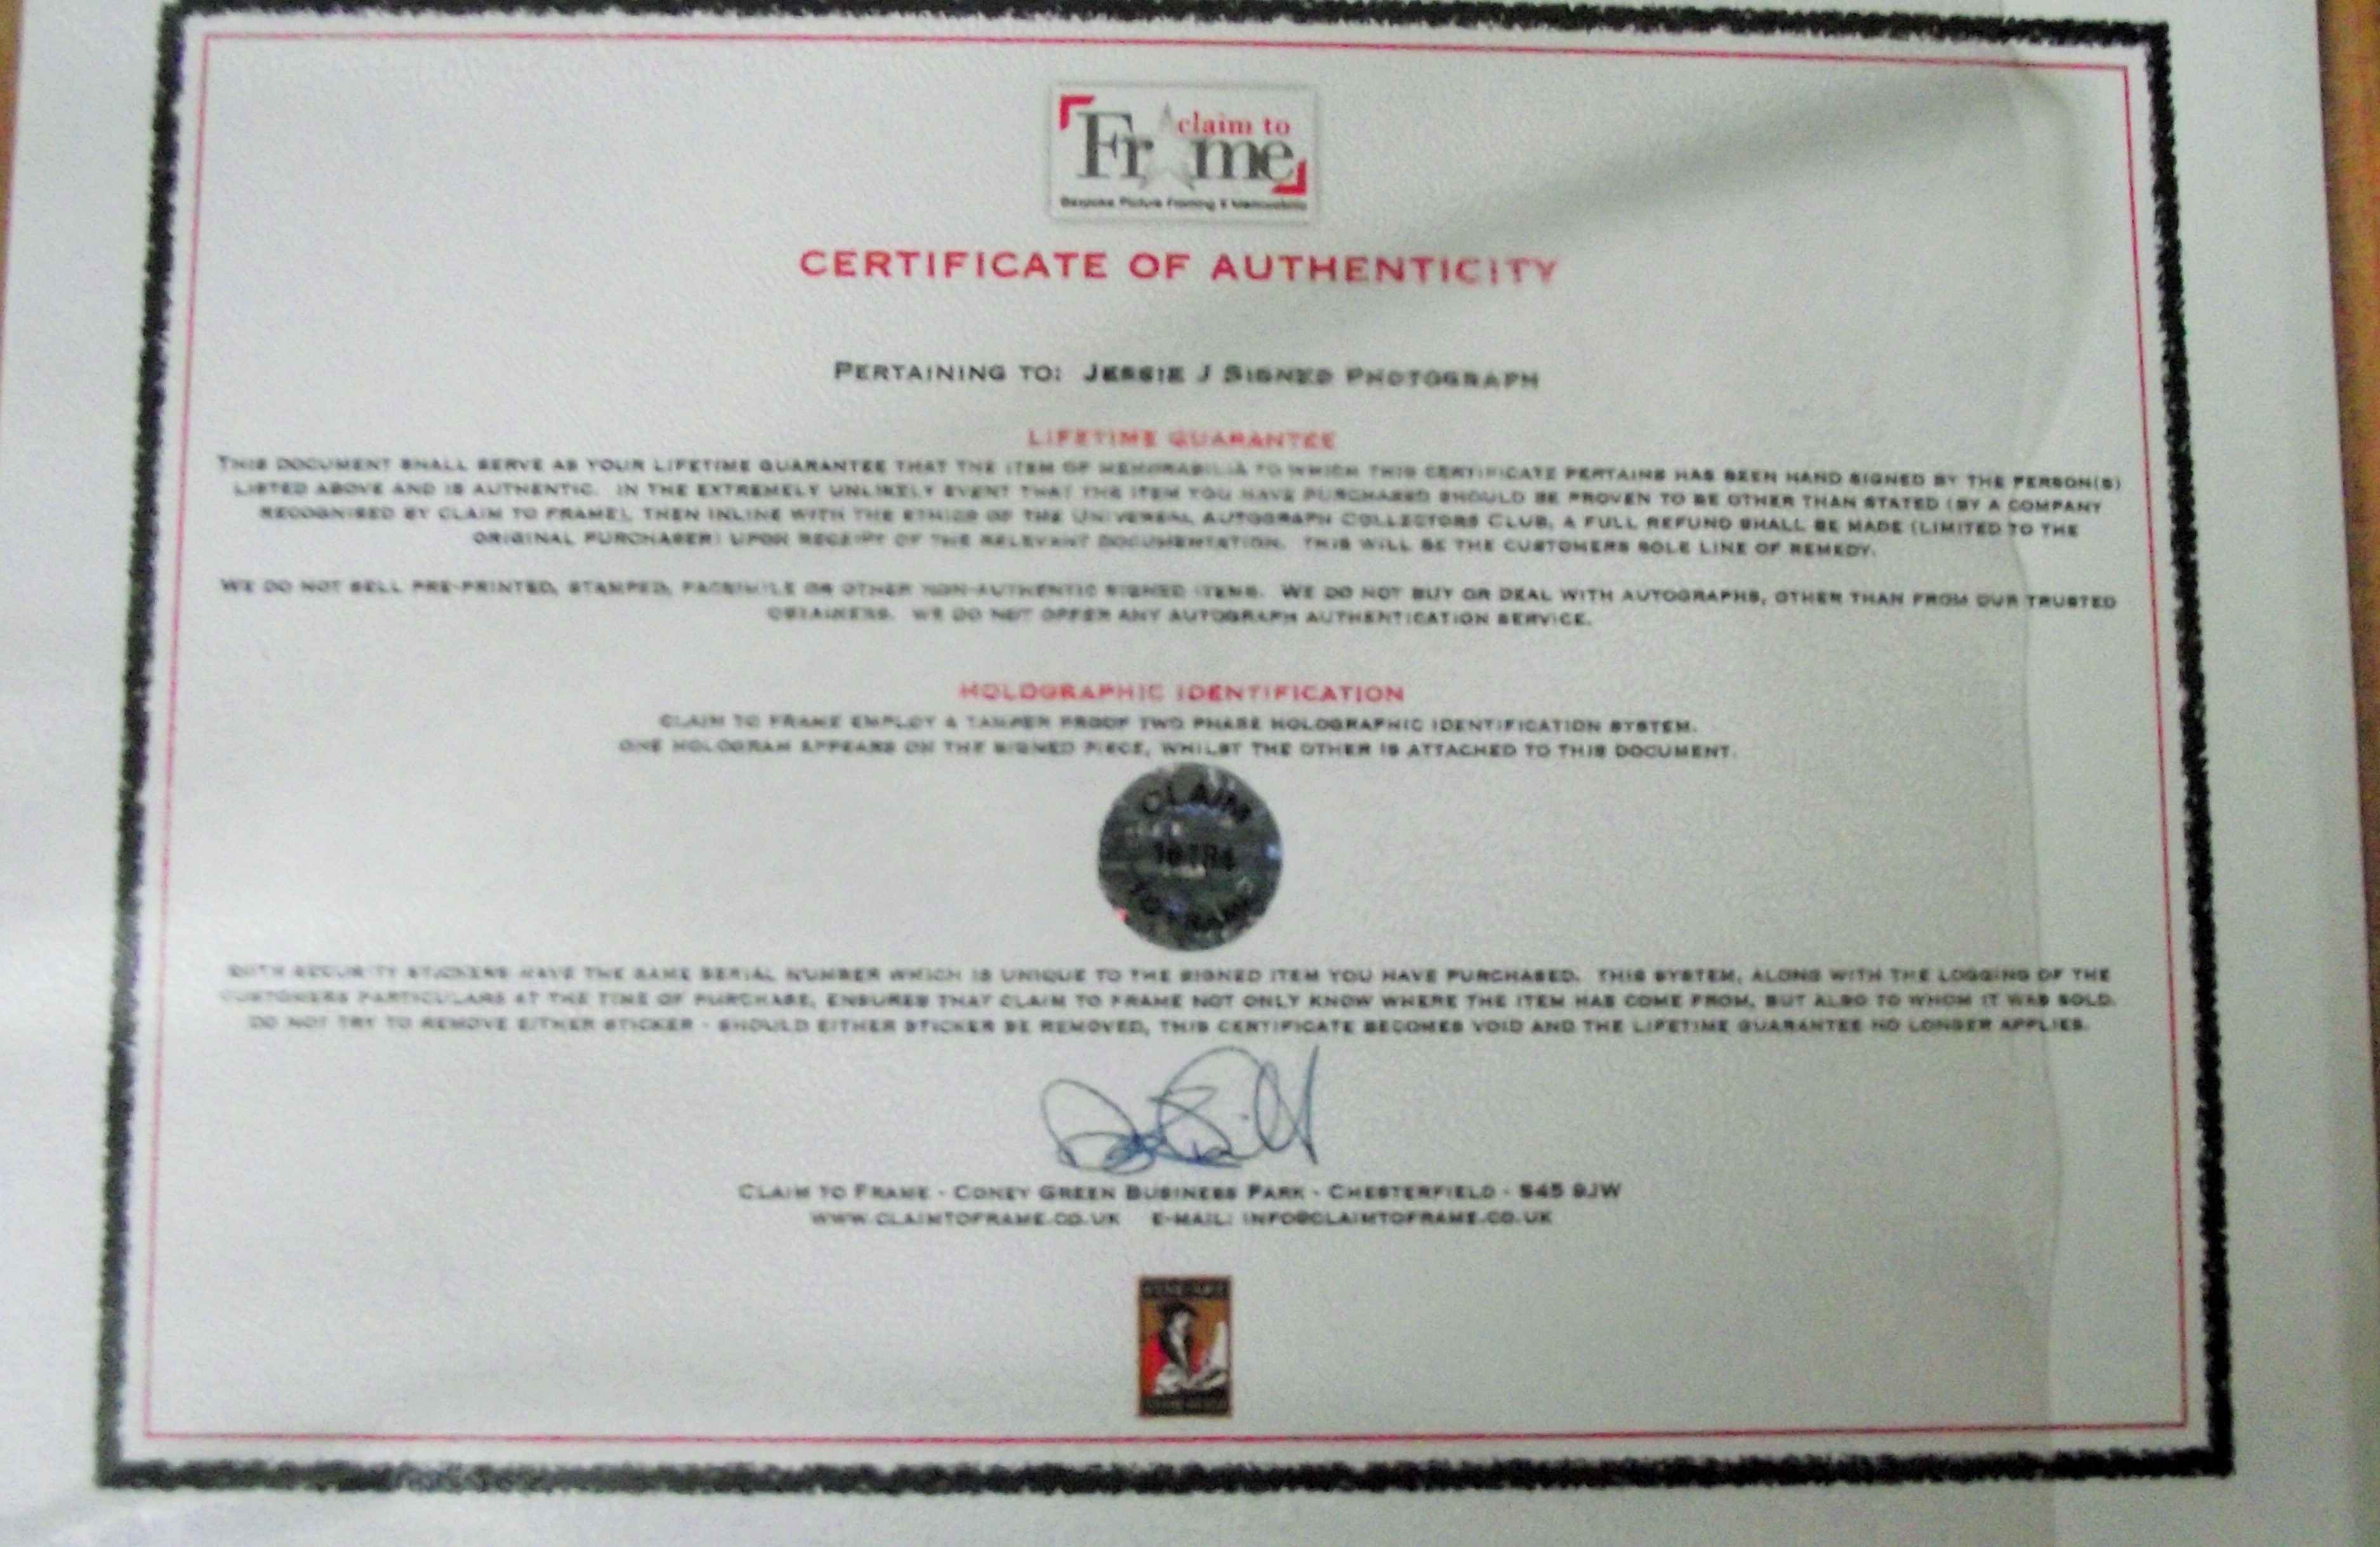 claim to
Frame
Bespoke Picture Framing & Memorabilia
CERTIFICATE OF AUTHENTICITY
PERTAINING TO: JESSIE J SIGNED PHOTOGRAPH
LIFETIME GUARANTEE
THIS DOCUMENT SHALL SERVE AS YOUR LIFETIME GUARANTEE THAT THE ITEM OF MEMORABILIA TO WHICH THIS CERTIFICATE PERTAINS HAS BEEN HAND SIGNED BY THE PERSON(S)
LISTED ABOVE AND IS AUTHENTIC. IN THE EXTREMELY UNLIKELY EVENT THAT THE ITEM YOU HAVE PURCHASED SHOULD BE PROVEN TO BE OTHER THAN STATED (BY A COMPANY
RECOGNISED BY CLAIM TO FRAME), THEN INLINE WITH THE ETHICS OF THE UNIVERSAL AUTOGRAPH COLLECTORS CLUB, A FULL REFUND SHALL BE MADE (LIMITED TO THE
ORIGINAL PURCHASER) UPON RECEIPT OF THE RELEVANT DOCUMENTATION. THIS WILL BE THE CUSTOMERS SOLE LINE OF REMEDY.
WE DO NOT SELL PRE-PRINTED, STAMPED, FACSIMILE OR OTHER NON-AUTHENTIC SIGNED ITEMS. WE DO NOT BUY OR DEAL WITH AUTOGRAPHS, OTHER THAN FROM OUR TRUSTED
OBTAINERS. WE DO NOT OFFER ANY AUTOGRAPH AUTHENTICATION SERVICE.
HOLOGRAPHIC IDENTIFICATION
CLAIM TO FRAME EMPLOY A TAMPER PROOF TWO PHASE HOLOGRAPHIC IDENTIFICATION SYSTEM.
ONE HOLOGRAM APPEARS ON THE SIGNED PIECE, WHILST THE OTHER IS ATTACHED TO THIS DOCUMENT.
CLAIM
TO FRAME
BOTH SECURITY STICKERS HAVE THE SAME SERIAL NUMBER WHICH IS UNIQUE TO THE SIGNED ITEM YOU HAVE PURCHASED. THIS SYSTEM, ALONG WITH THE LOGGING OF THE
CUSTOMERS PARTICULARS AT THE TIME OF PURCHASE, ENSURES THAT CLAIM TO FRAME NOT ONLY KNOW WHERE THE ITEM HAS COME FROM, BUT ALSO TO WHOM IT WAS SOLD.
DO NOT TRY TO REMOVE EITHER STICKER - SHOULD EITHER STICKER BE REMOVED, THIS CERTIFICATE BECOMES VOID AND THE LIFETIME GUARANTEE NO LONGER APPLIES.
CLAIM TO FRAME - CONEY GREEN BUSINESS PARK - CHESTERFIELD - S45 9JW
WWW.CLAIMTOFRAME.CO.UK E-MAIL: INFO@CLAIMTOFRAME.CO.UK